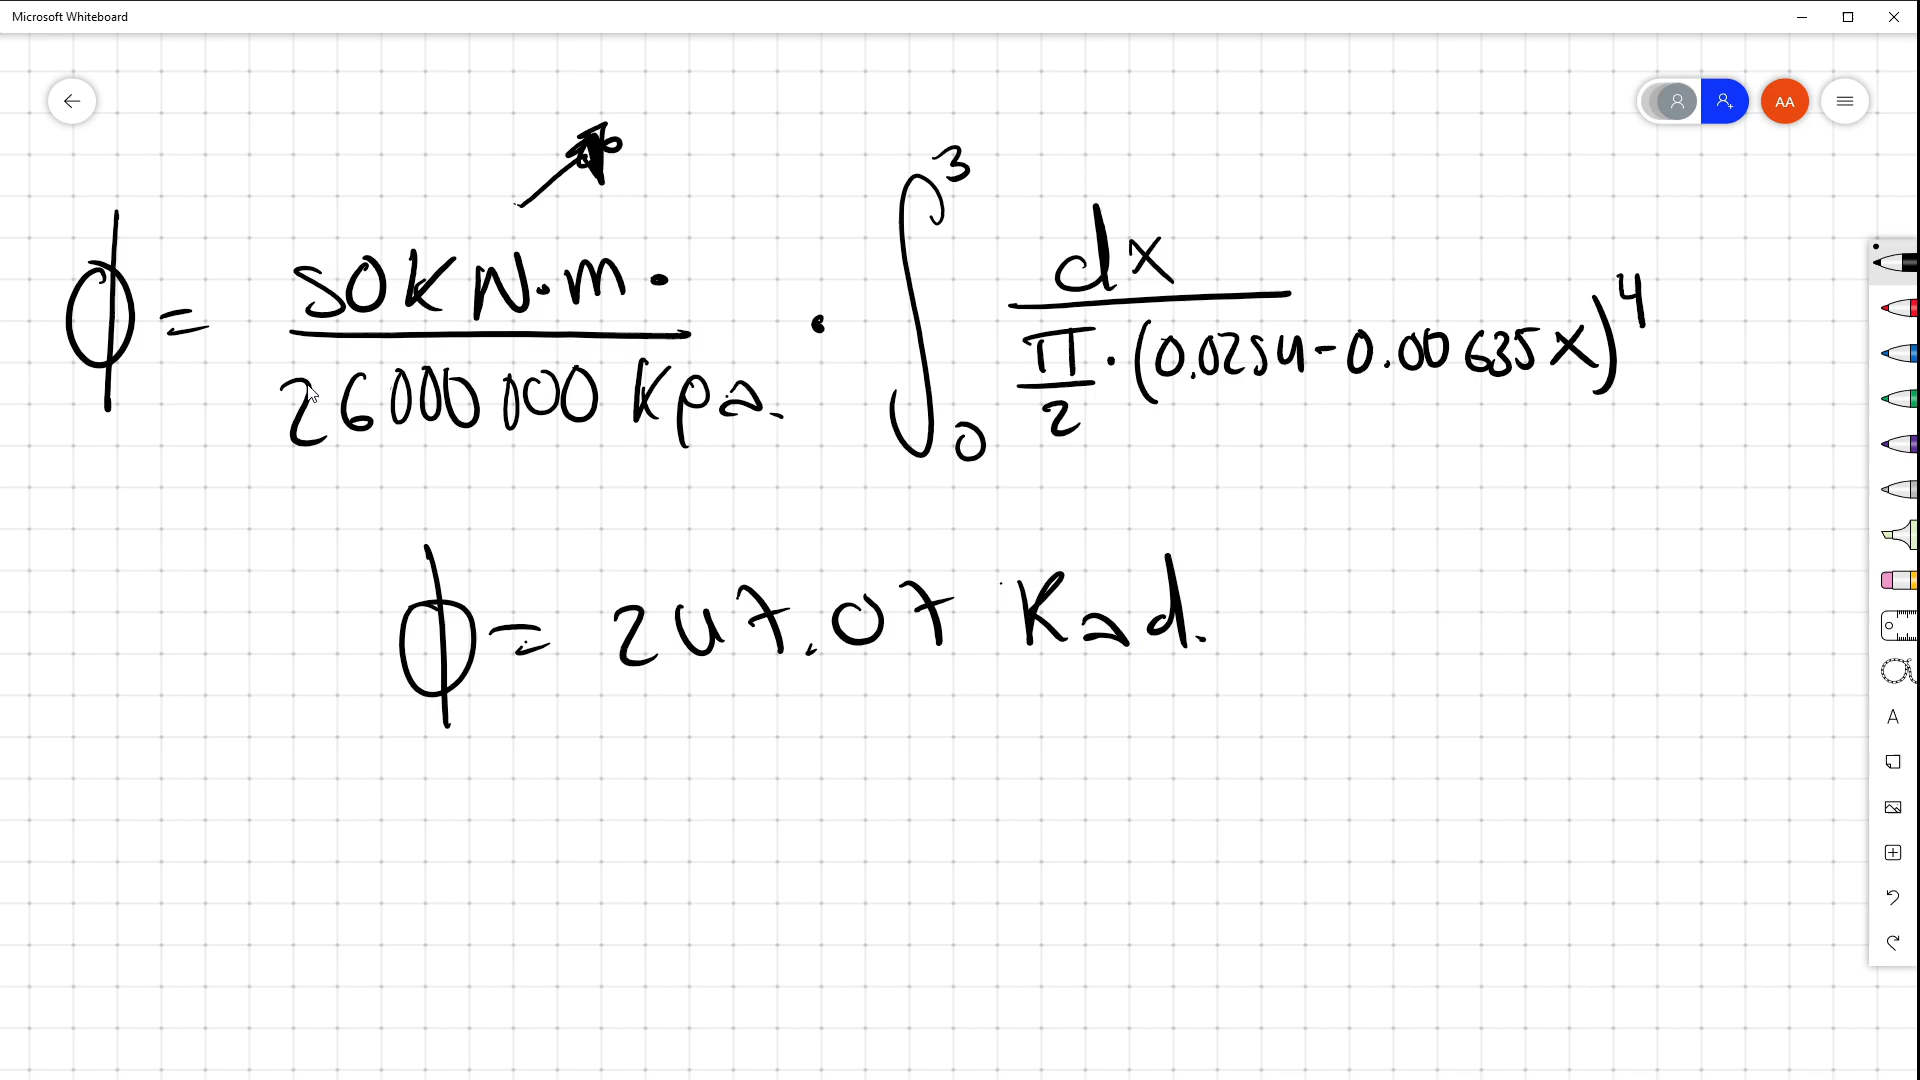 Microsoft Whiteboard
AA
ϕ = 50KN·m· / 26000000 Kpa. · ∫₀³ dx / π/2 · (0.0254-0.00635x)⁴
ϕ = 247.07 Rad.
A